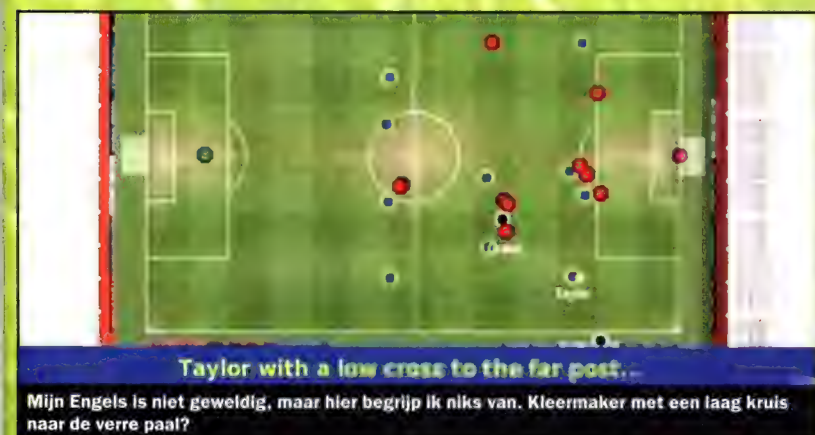 Taylor with a low cross to the far post...
Mijn Engels is niet geweldig, maar hier begrijp ik niks van. Kleermaker met een laag kruis
naar de verre paal?